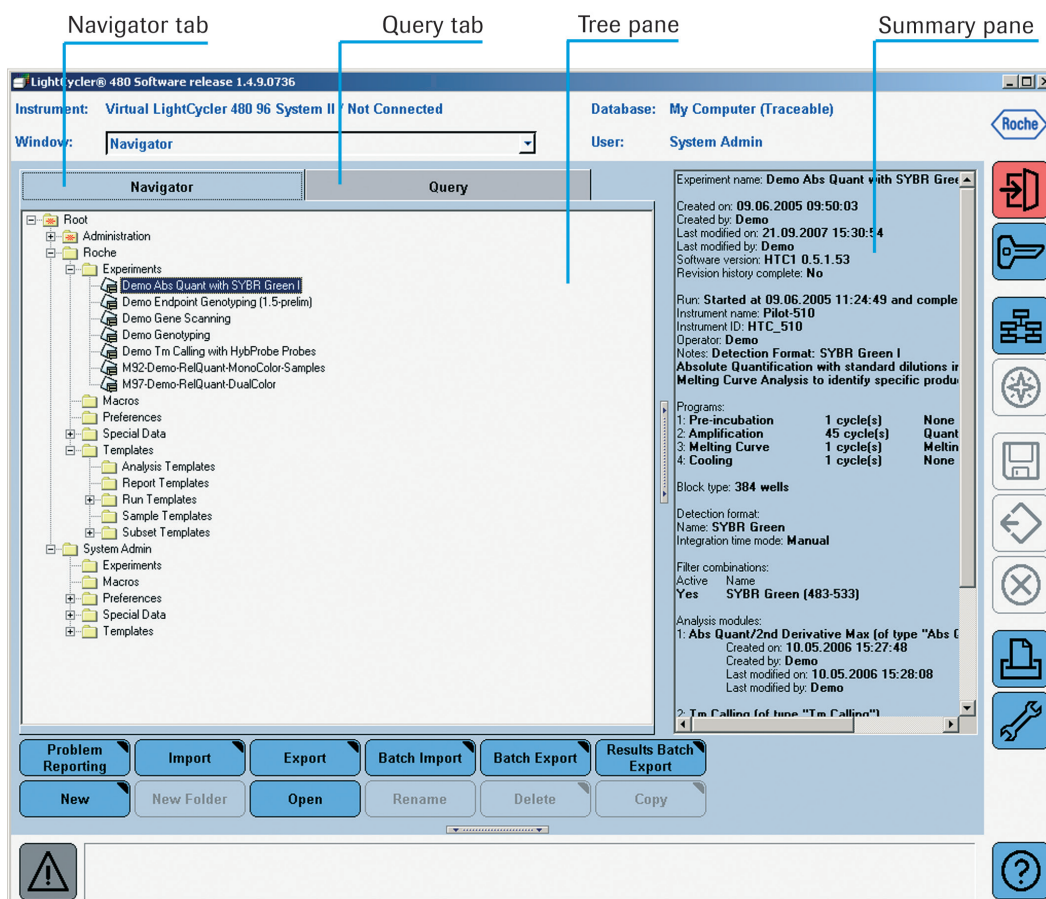 Navigator tab
Query tab
Tree pane
Summary pane
LightCycler® 480 Software release 1.4.9.0736
Instrument: Virtual LightCycler 480 96 System II / Not Connected
Database: My Computer (Traceable)
Window: Navigator
User: System Admin
Roche
Navigator
Query
Root
Administration
Roche
Experiments
Demo Abs Quant with SYBR Green I
Demo Endpoint Genotyping (1.5-prelim)
Demo Gene Scanning
Demo Genotyping
Demo Tm Calling with HybProbe Probes
M92-Demo-RelQuant-MonoColor-Samples
M97-Demo-RelQuant-DualColor
Macros
Preferences
Special Data
Templates
Analysis Templates
Report Templates
Run Templates
Sample Templates
Subset Templates
System Admin
Experiments
Macros
Preferences
Special Data
Templates
Experiment name: Demo Abs Quant with SYBR Gree
Created on: 09.06.2005 09:50:03
Created by: Demo
Last modified on: 21.09.2007 15:30:54
Last modified by: Demo
Software version: HTC1 0.5.1.53
Revision history complete: No
Run: Started at 09.06.2005 11:24:49 and comple
Instrument name: Pilot-510
Instrument ID: HTC_510
Operator: Demo
Notes: Detection Format: SYBR Green I
Absolute Quantification with standard dilutions in
Melting Curve Analysis to identify specific produ
Programs:
1: Pre-incubation 1 cycle(s) None
2: Amplification 45 cycle(s) Quant
3: Melting Curve 1 cycle(s) Meltin
4: Cooling 1 cycle(s) None
Block type: 384 wells
Detection format:
Name: SYBR Green
Integration time mode: Manual
Filter combinations:
Active Name
Yes SYBR Green (483-533)
Analysis modules:
1: Abs Quant/2nd Derivative Max (of type "Abs Q
Created on: 10.05.2006 15:27:48
Created by: Demo
Last modified on: 10.05.2006 15:28:08
Last modified by: Demo
2: Tm Calling (of type "Tm Calling")
Problem Reporting
Import
Export
Batch Import
Batch Export
Results Batch Export
New
New Folder
Open
Rename
Delete
Copy